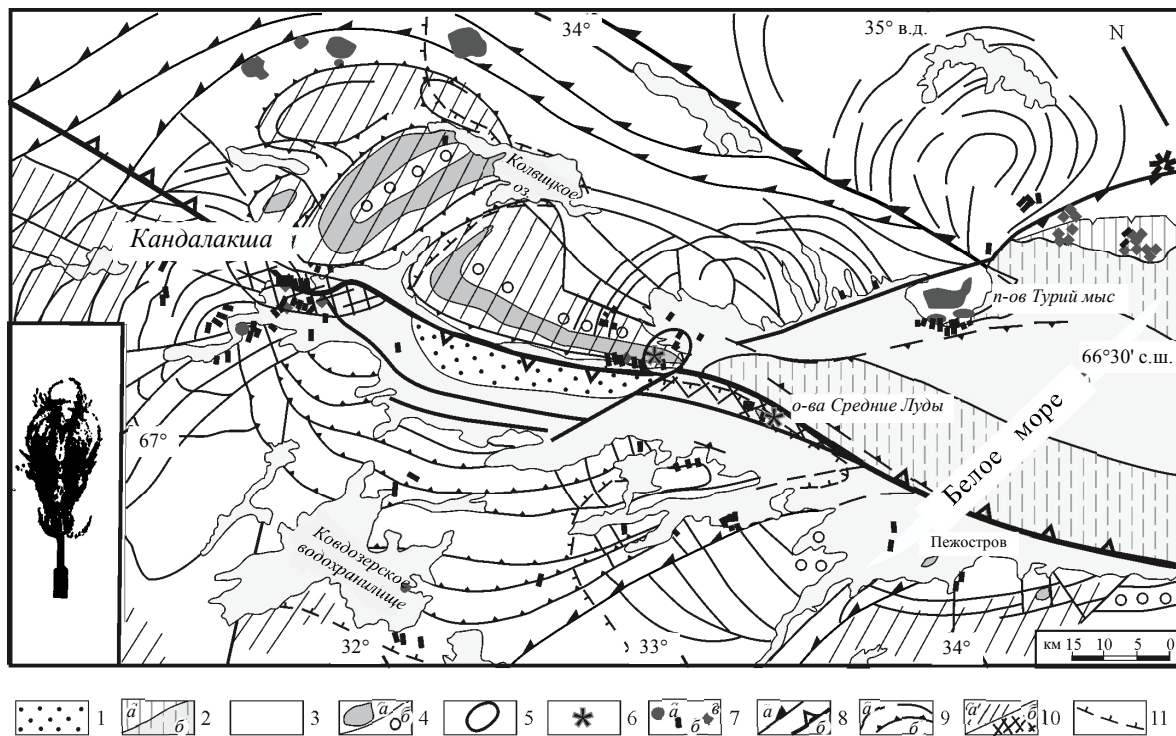 34°
35° в.д.
N
Колвицкое
оз.
Кандалакша
п-ов Турий мыс
66°30' с.ш.
о-ва Средние Луды
67°
Белое море
Ковдозерское
водохранилище
Пежостров
32°
33°
34°
км 15 10 5 0
1 а б 2 3 а б 4 5 6 а б в 7 а б 8 а б 9 а б 10 11